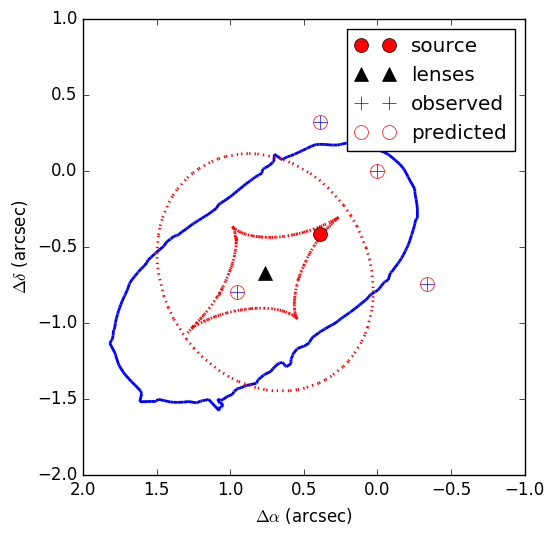 1.0
source
lenses
observed
predicted
0.5
0.0
−0.5
−1.0
−1.5
−2.0
Δδ (arcsec)
2.0 1.5 1.0 0.5 0.0 −0.5 −1.0
Δα (arcsec)